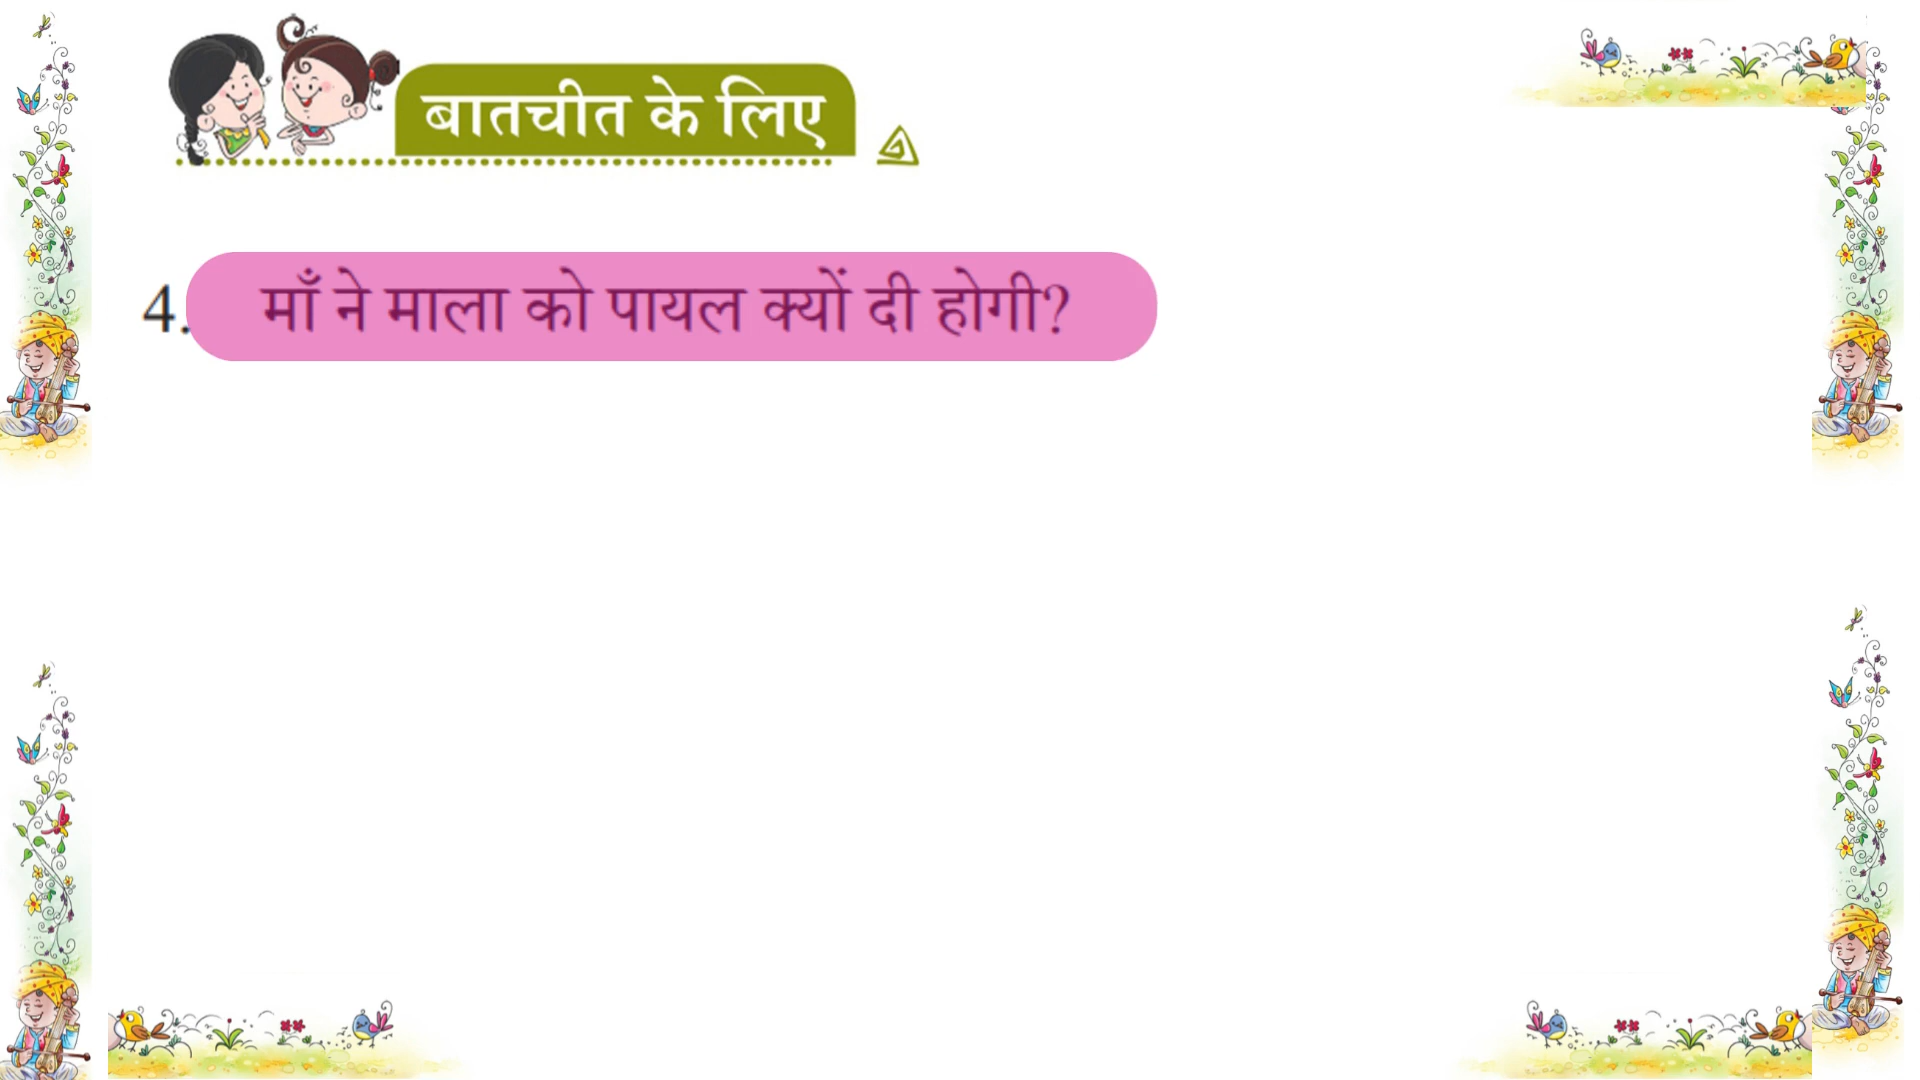 बातचीत के लिए
4. माँ ने माला को पायल क्यों दी होगी?